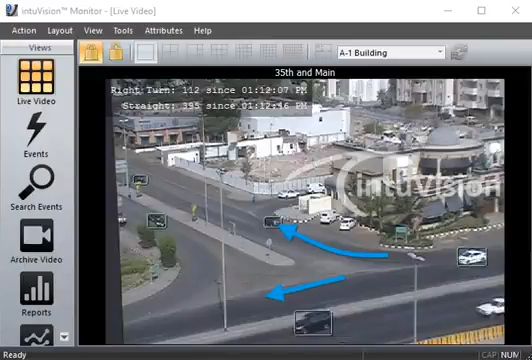 intuVision™ Monitor - [Live Video]
Action Layout View Tools Attributes Help
Views
A-1 Building
Live Video
Events
Search Events
Archive Video
Reports
35th and Main
Right Turn: 112 since 01:12:07 PM
Straight: 395 since 01:12:46 PM
intuVision
Ready
CAP NUM